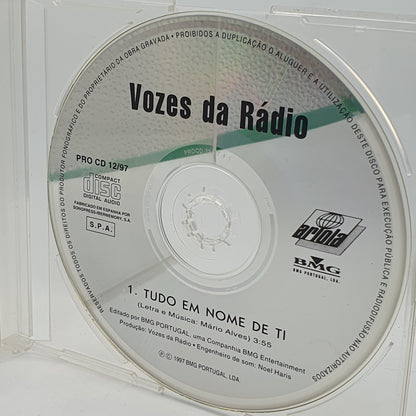 RESERVADOS TODOS OS DIREITOS DO PRODUTOR FONOGRÁFICO E DO PROPRIETÁRIO DA OBRA GRAVADA • PROIBIDOS A DUPLICAÇÃO O ALUGUER E A UTILIZAÇÃO DESTE DISCO PARA EXECUÇÃO PÚBLICA E RADIODIFUSÃO NÃO AUTORIZADOS
Vozes da Rádio
PRO CD 12/97
COMPACT
disc
DIGITAL AUDIO
FABRICADO EM ESPANHA POR
SONOPRESS-IBERMEMORY, S.A.
S.P.A.
ariola
BMG
BMG PORTUGAL, LDA.
1. TUDO EM NOME DE TI
(Letra e Música: Mário Alves) 3:55
Editado por BMG PORTUGAL, uma Companhia BMG Entertainment
Produção: Vozes da Rádio • Engenheiro de som: Noel Haris
Ⓟ © 1997 BMG PORTUGAL, LDA.